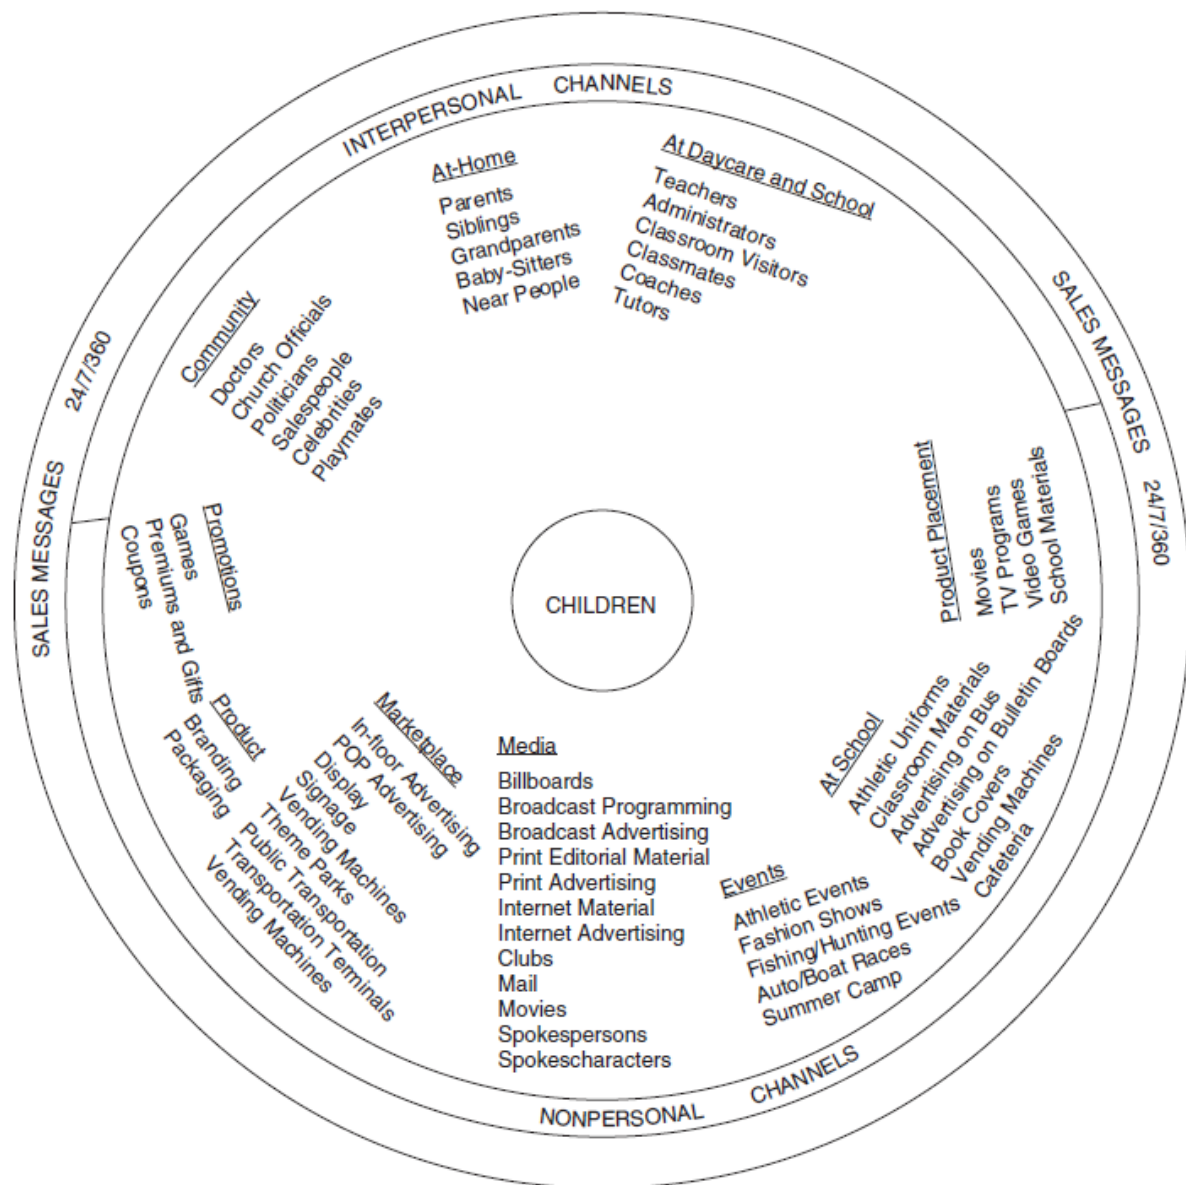 INTERPERSONAL CHANNELS
SALES MESSAGES 24/7/360
SALES MESSAGES 24/7/360
At-Home
Parents
Siblings
Grandparents
Baby-Sitters
Near People
At Daycare and School
Teachers
Administrators
Classroom Visitors
Classmates
Coaches
Tutors
Community
Doctors
Church Officials
Politicians
Salespeople
Celebrities
Playmates
Product Placement
Movies
TV Programs
Video Games
School Materials
Promotions
Games
Premiums and Gifts
Coupons
CHILDREN
Product
Branding
Packaging
Marketplace
In-floor Advertising
POP Advertising
Display
Signage
Vending Machines
Theme Parks
Public Transportation
Transportation Terminals
Vending Machines
Media
Billboards
Broadcast Programming
Broadcast Advertising
Print Editorial Material
Print Advertising
Internet Material
Internet Advertising
Clubs
Mail
Movies
Spokespersons
Spokescharacters
Events
Athletic Events
Fashion Shows
Fishing/Hunting Events
Auto/Boat Races
Summer Camp
At School
Athletic Uniforms
Classroom Materials
Advertising on Bus
Advertising on Bulletin Boards
Book Covers
Vending Machines
Cafeteria
NONPERSONAL CHANNELS